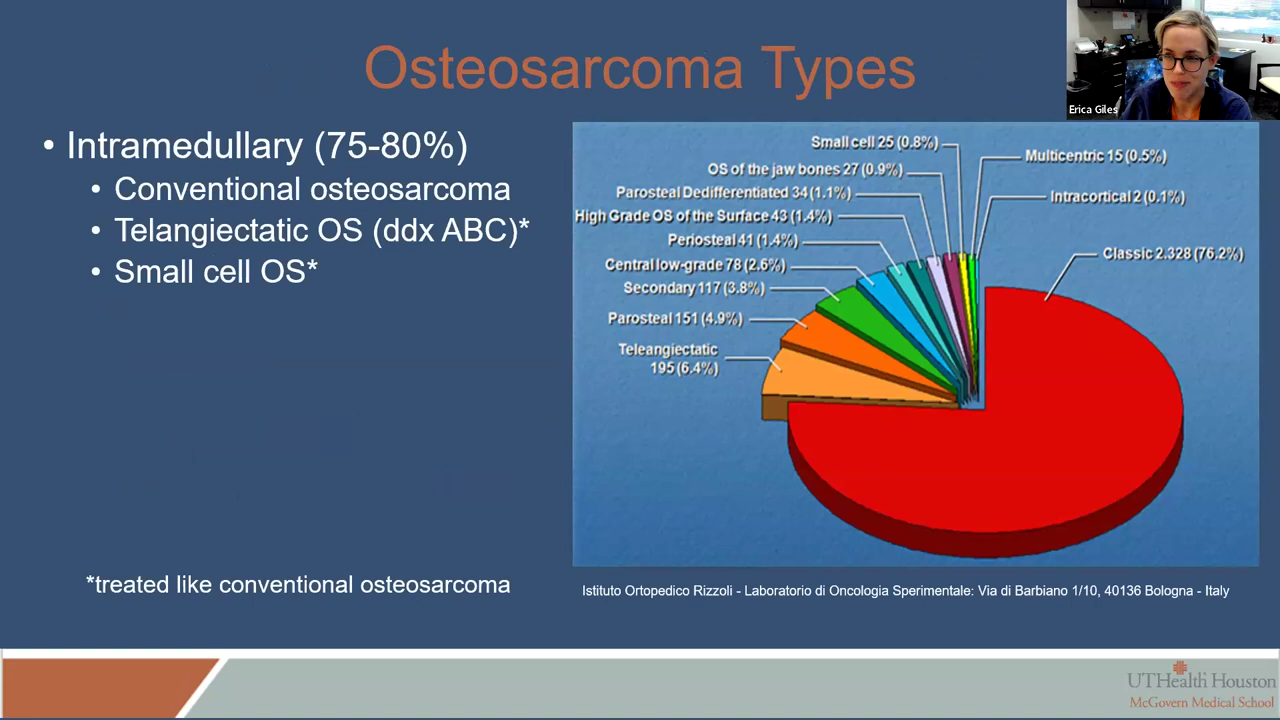 Osteosarcoma Types
Erica Giles
• Intramedullary (75-80%)
• Conventional osteosarcoma
• Telangiectatic OS (ddx ABC)*
• Small cell OS*
Small cell 25 (0.8%)
OS of the jaw bones 27 (0.9%)
Parosteal Dedifferentiated 34 (1.1%)
High Grade OS of the Surface 43 (1.4%)
Periosteal 41 (1.4%)
Central low-grade 78 (2.6%)
Secondary 117 (3.8%)
Parosteal 151 (4.9%)
Teleangiectatic
195 (6.4%)
Multicentric 15 (0.5%)
Intracortical 2 (0.1%)
Classic 2.328 (76.2%)
*treated like conventional osteosarcoma
Istituto Ortopedico Rizzoli - Laboratorio di Oncologia Sperimentale: Via di Barbiano 1/10, 40136 Bologna - Italy
UTHealth Houston
McGovern Medical School